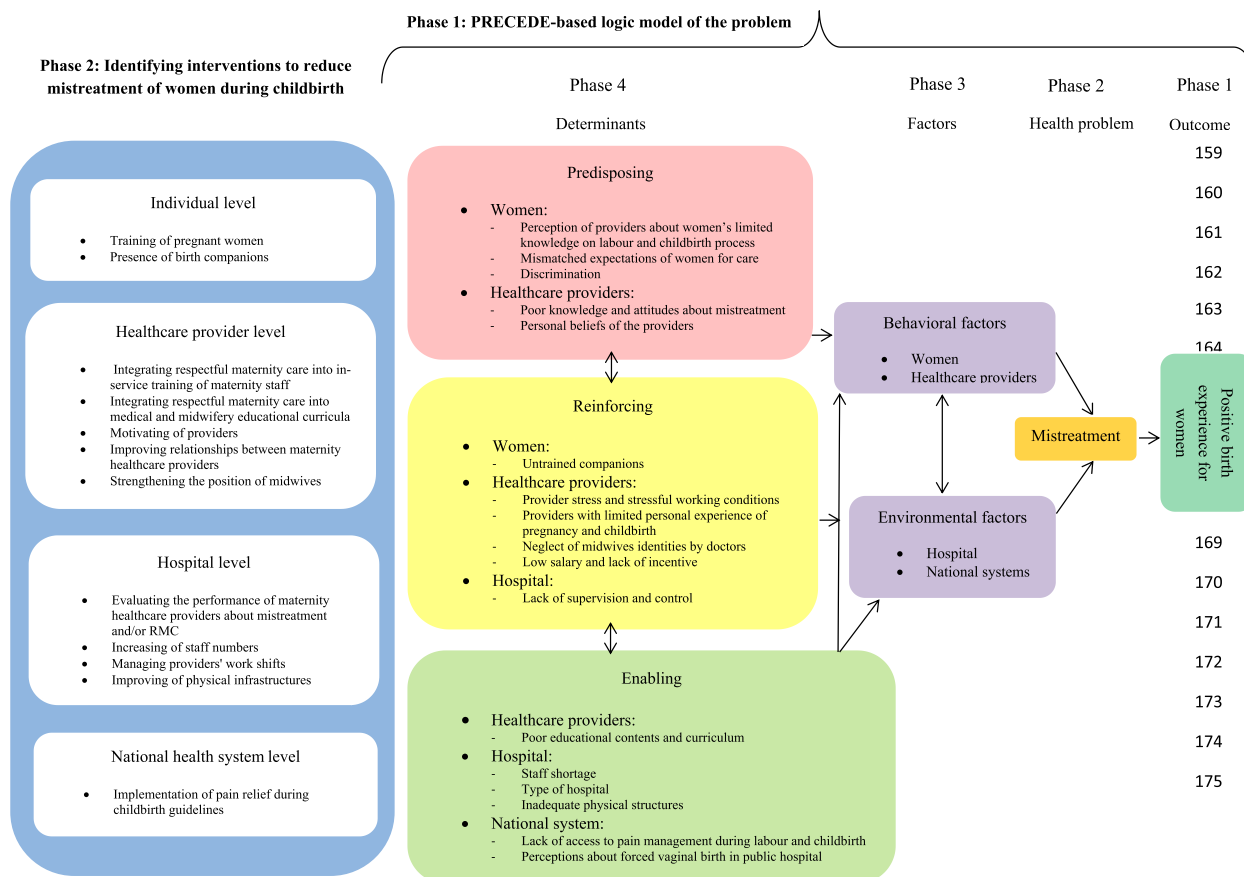 Phase 1: PRECEDE-based logic model of the problem
Phase 2: Identifying interventions to reduce
mistreatment of women during childbirth
Individual level
● Training of pregnant women
● Presence of birth companions
Healthcare provider level
● Integrating respectful maternity care into in-
service training of maternity staff
● Integrating respectful maternity care into
medical and midwifery educational curricula
● Motivating of providers
● Improving relationships between maternity
healthcare providers
● Strengthening the position of midwives
Hospital level
● Evaluating the performance of maternity
healthcare providers about mistreatment
and/or RMC
● Increasing of staff numbers
● Managing providers' work shifts
● Improving of physical infrastructures
National health system level
● Implementation of pain relief during
childbirth guidelines
Phase 4
Determinants
Predisposing
● Women:
- Perception of providers about women's limited
knowledge on labour and childbirth process
- Mismatched expectations of women for care
- Discrimination
● Healthcare providers:
- Poor knowledge and attitudes about mistreatment
- Personal beliefs of the providers
Reinforcing
● Women:
- Untrained companions
● Healthcare providers:
- Provider stress and stressful working conditions
- Providers with limited personal experience of
pregnancy and childbirth
- Neglect of midwives identities by doctors
- Low salary and lack of incentive
● Hospital:
- Lack of supervision and control
Enabling
● Healthcare providers:
- Poor educational contents and curriculum
● Hospital:
- Staff shortage
- Type of hospital
- Inadequate physical structures
● National system:
- Lack of access to pain management during labour and childbirth
- Perceptions about forced vaginal birth in public hospital
Phase 3
Factors
Behavioral factors
● Women
● Healthcare providers
Environmental factors
● Hospital
● National systems
Phase 2
Health problem
Mistreatment
Phase 1
Outcome
159
160
161
162
163
164
Positive birth
experience for
women
169
170
171
172
173
174
175